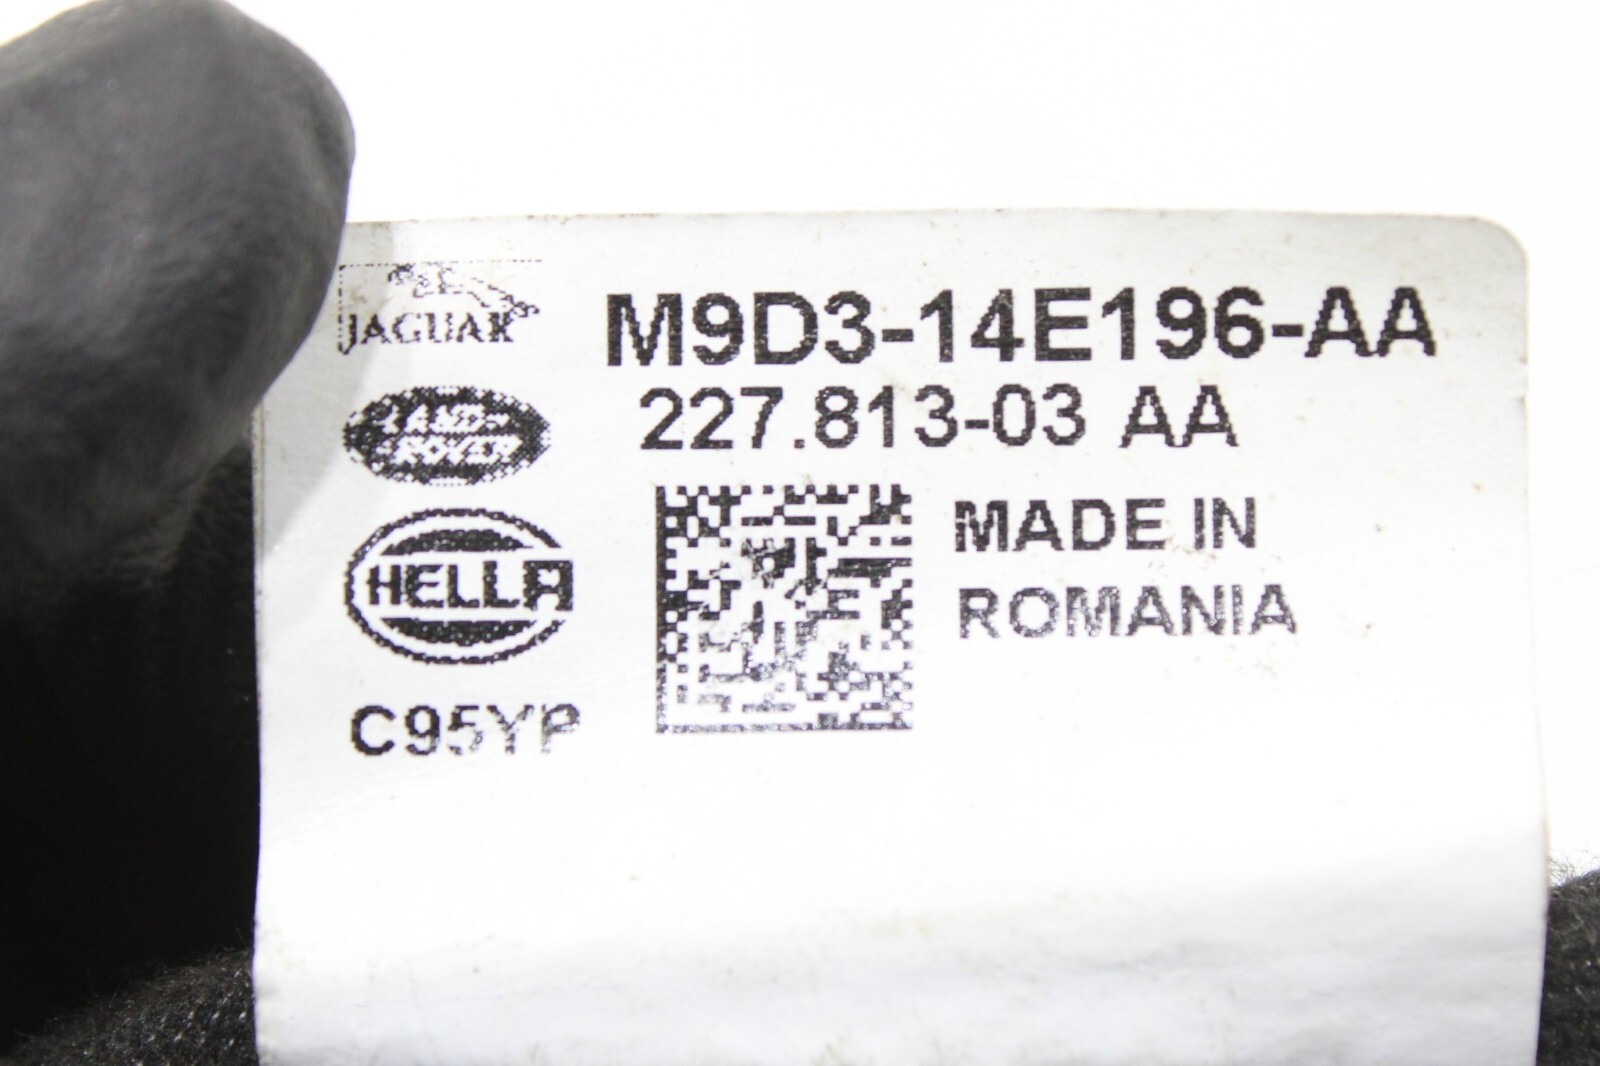 JAGUAR
M9D3-14E196-AA
LAND
ROVER
227.813-03 AA
HELLA
MADE IN
ROMANIA
C95YP